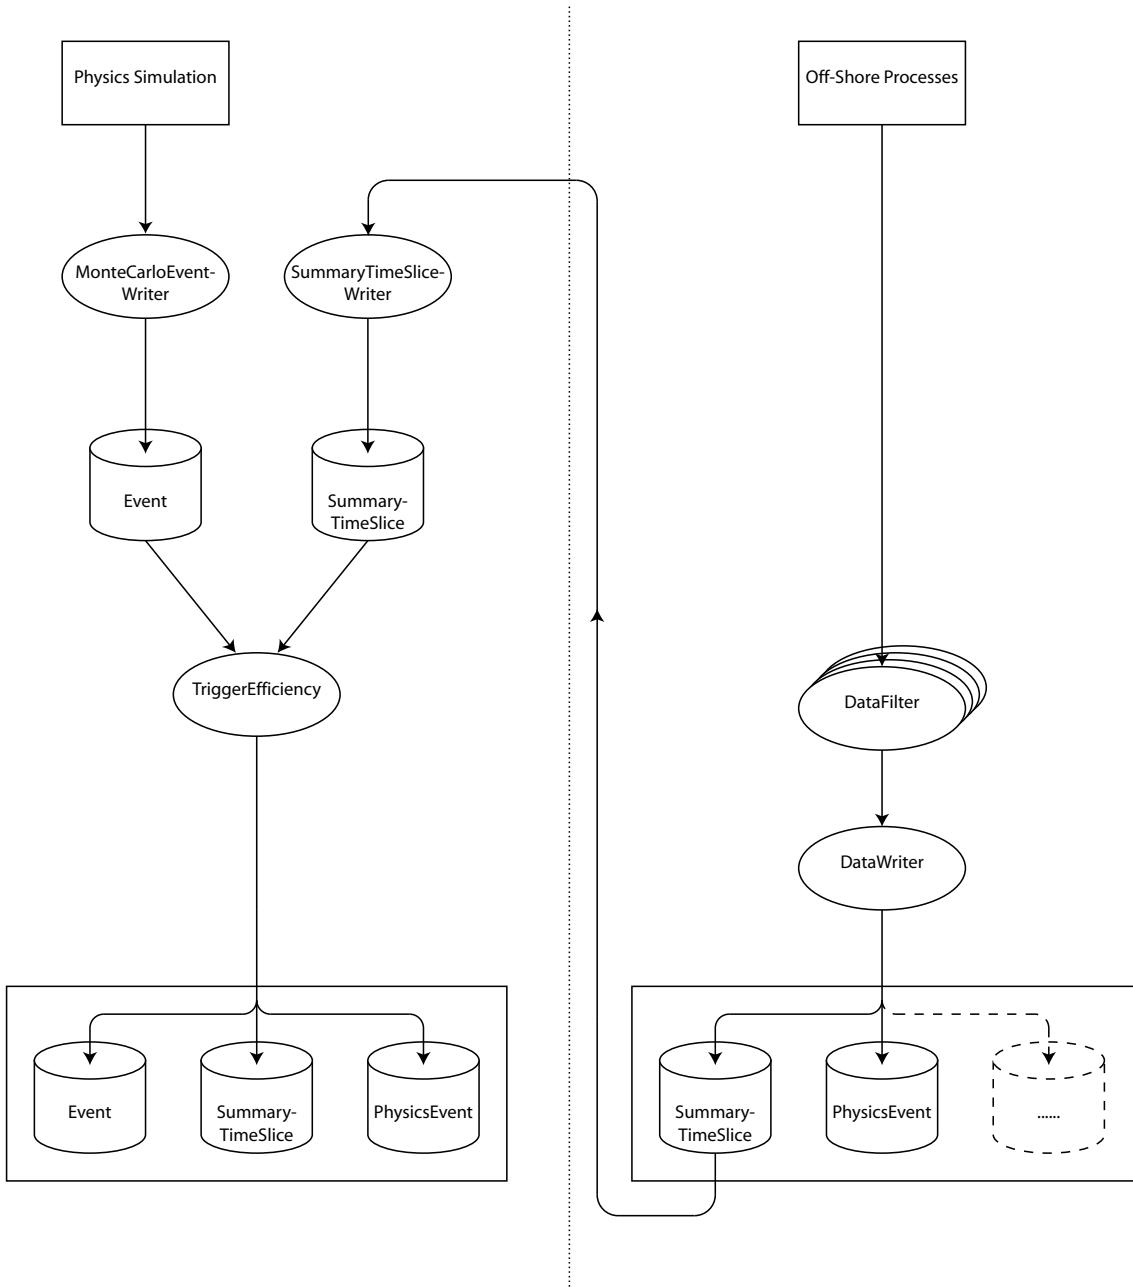 Physics Simulation
Off-Shore Processes
MonteCarloEvent-
Writer
SummaryTimeSlice-
Writer
Event
Summary-
TimeSlice
TriggerEfficiency
DataFilter
DataWriter
Event
Summary-
TimeSlice
PhysicsEvent
Summary-
TimeSlice
PhysicsEvent
......